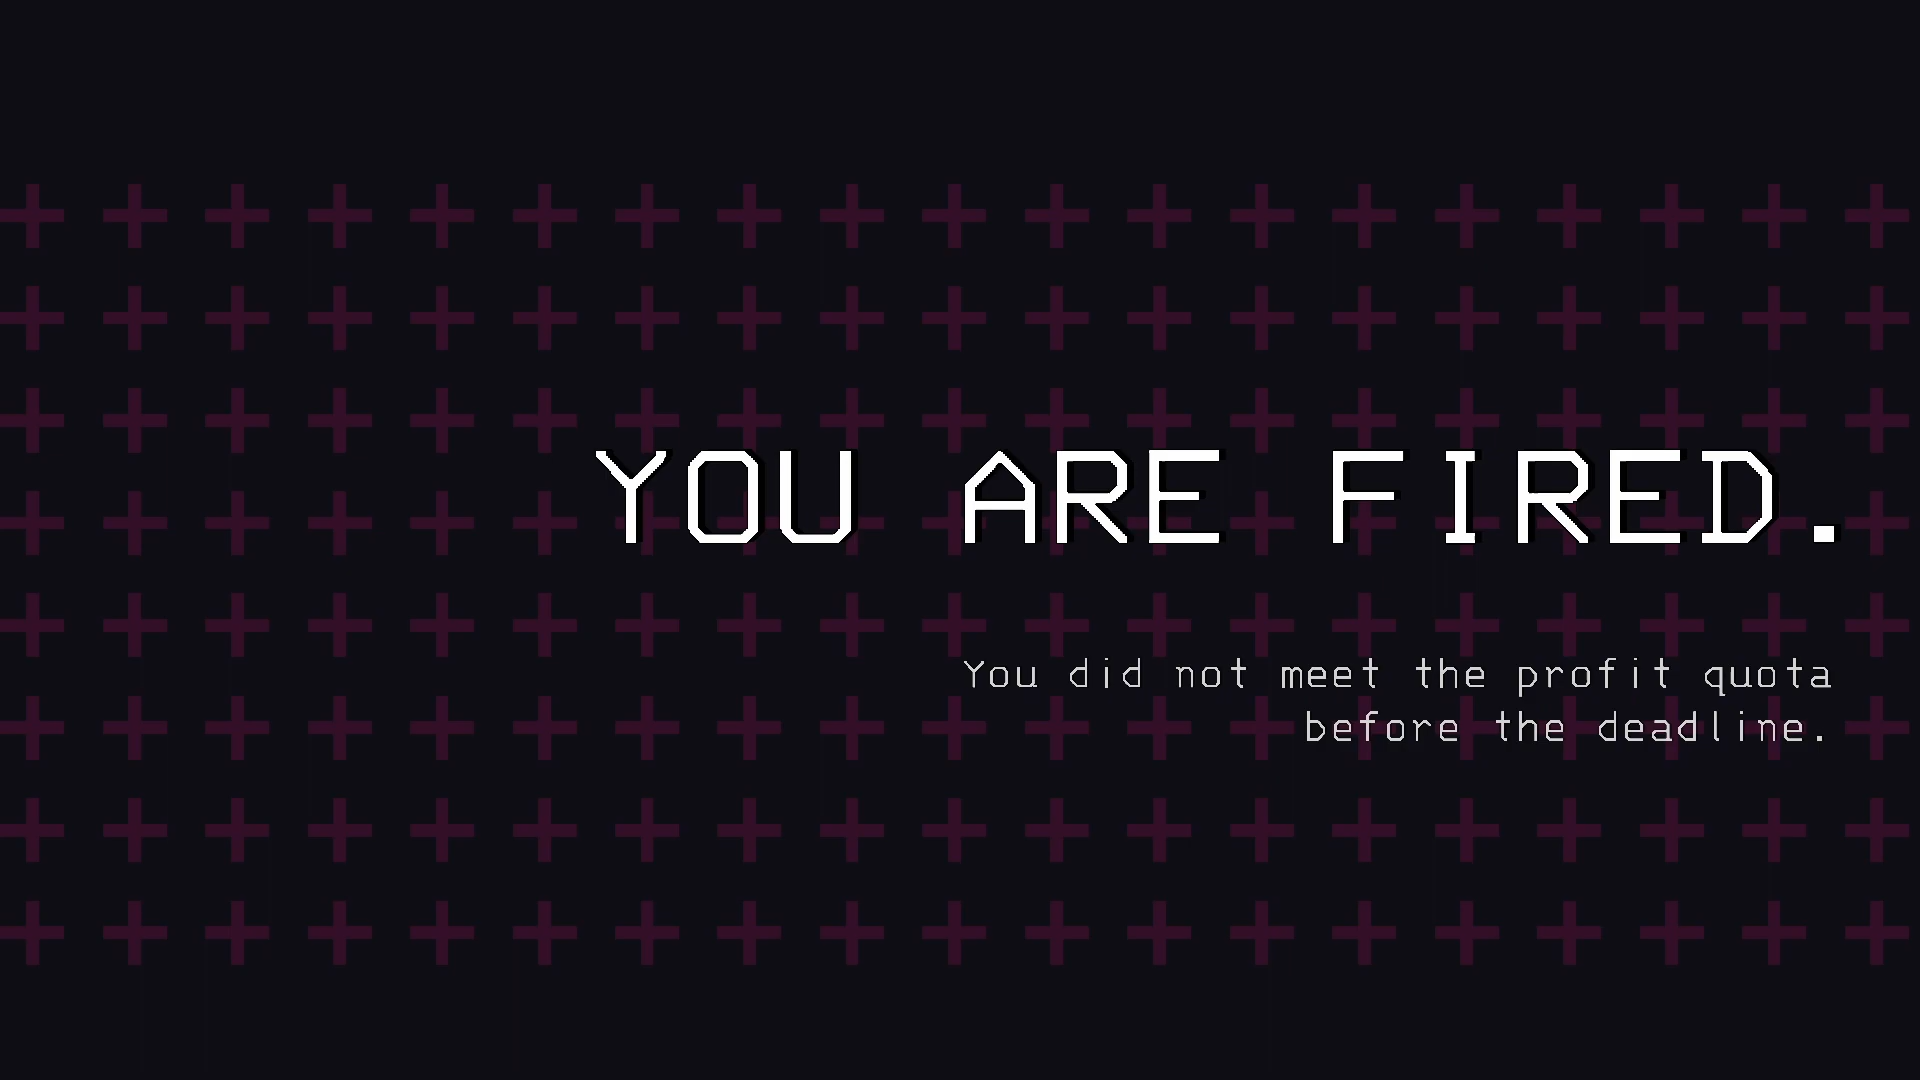 YOU ARE FIRED.
You did not meet the profit quota
before the deadline.